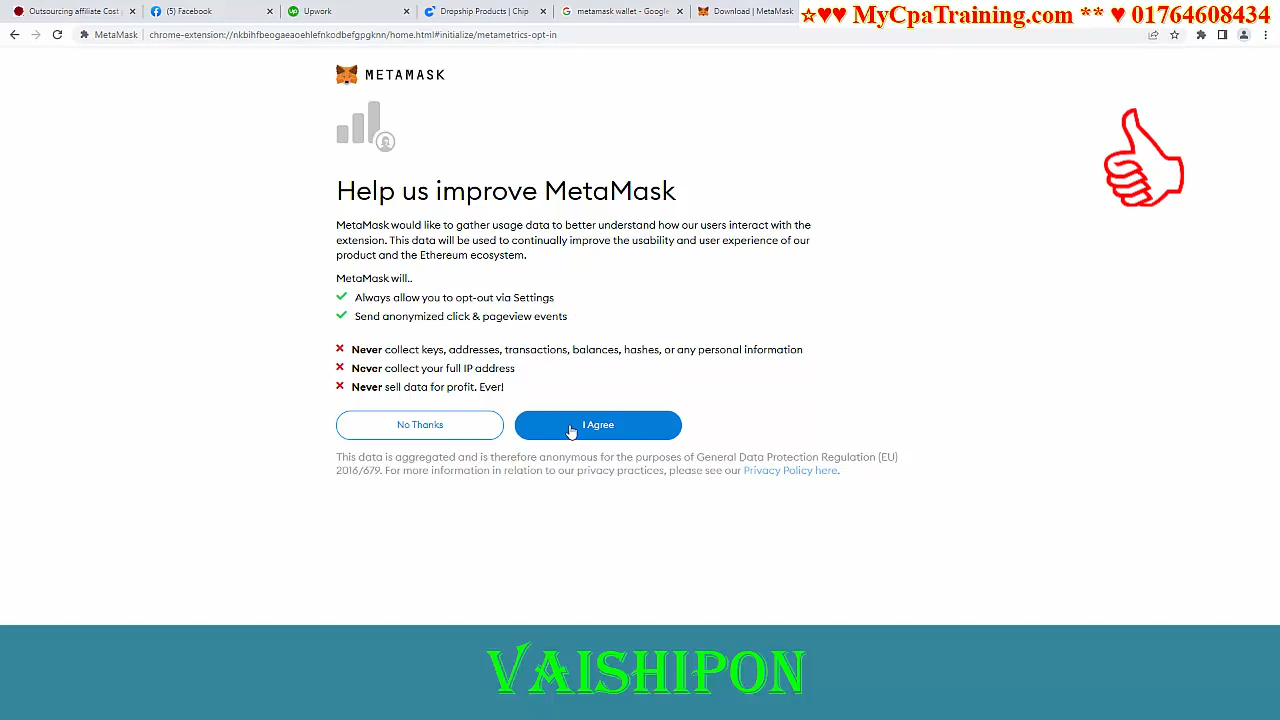 Outsourcing affiliate Cost
(5) Facebook
Upwork
Dropship Products | Chip
metamask wallet - Google
Download | MetaMask
☆♥♥ MyCpaTraining.com ** ♥ 01764608434
MetaMask
chrome-extension://nkbihfbeogaeaoehlefnkodbefgpgknn/home.html#initialize/metametrics-opt-in
METAMASK
Help us improve MetaMask
MetaMask would like to gather usage data to better understand how our users interact with the
extension. This data will be used to continually improve the usability and user experience of our
product and the Ethereum ecosystem.
MetaMask will..
Always allow you to opt-out via Settings
Send anonymized click & pageview events
Never collect keys, addresses, transactions, balances, hashes, or any personal information
Never collect your full IP address
Never sell data for profit. Ever!
No Thanks
I Agree
This data is aggregated and is therefore anonymous for the purposes of General Data Protection Regulation (EU)
2016/679. For more information in relation to our privacy practices, please see our Privacy Policy here.
VAISHIPON